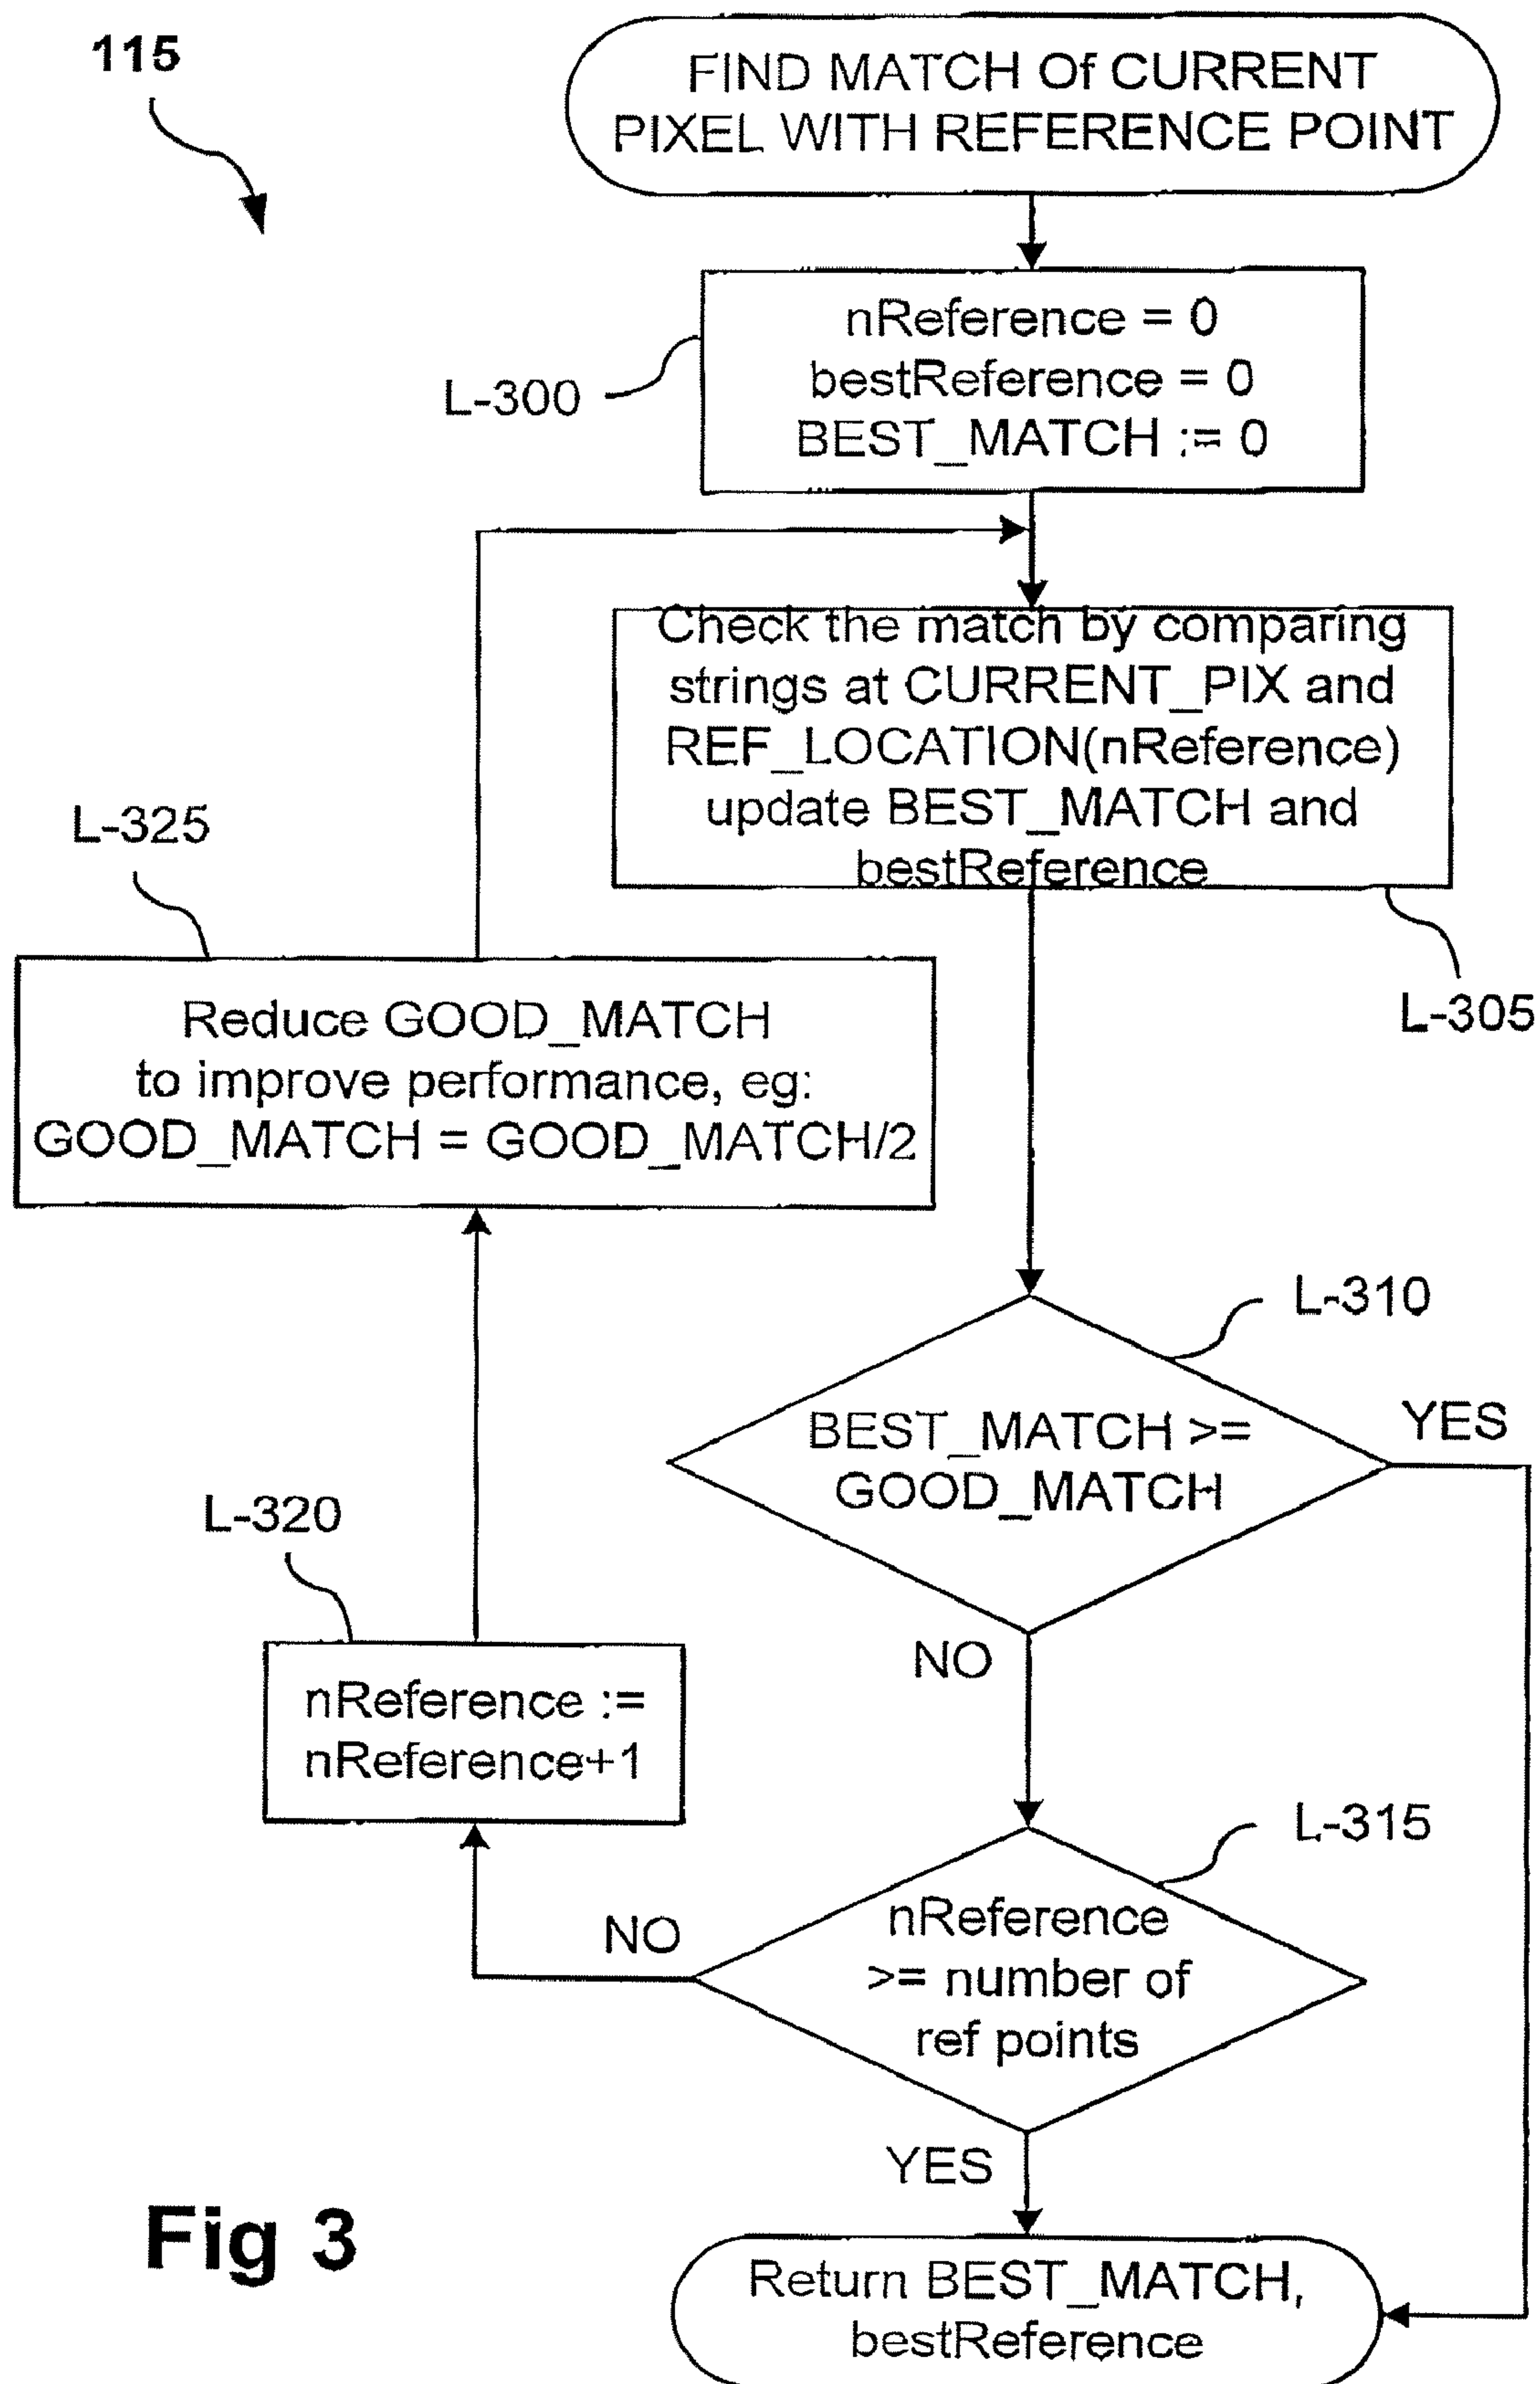 115
FIND MATCH Of CURRENT
PIXEL WITH REFERENCE POINT
nReference = 0
bestReference = 0
BEST_MATCH := 0
L-300
Check the match by comparing
strings at CURRENT_PIX and
REF_LOCATION(nReference)
update BEST_MATCH and
bestReference
L-305
L-325
Reduce GOOD_MATCH
to improve performance, eg:
GOOD_MATCH = GOOD_MATCH/2
L-310
BEST_MATCH >=
GOOD_MATCH
YES
NO
L-320
nReference :=
nReference+1
L-315
nReference
>= number of
ref points
NO
YES
Return BEST_MATCH,
bestReference
Fig 3